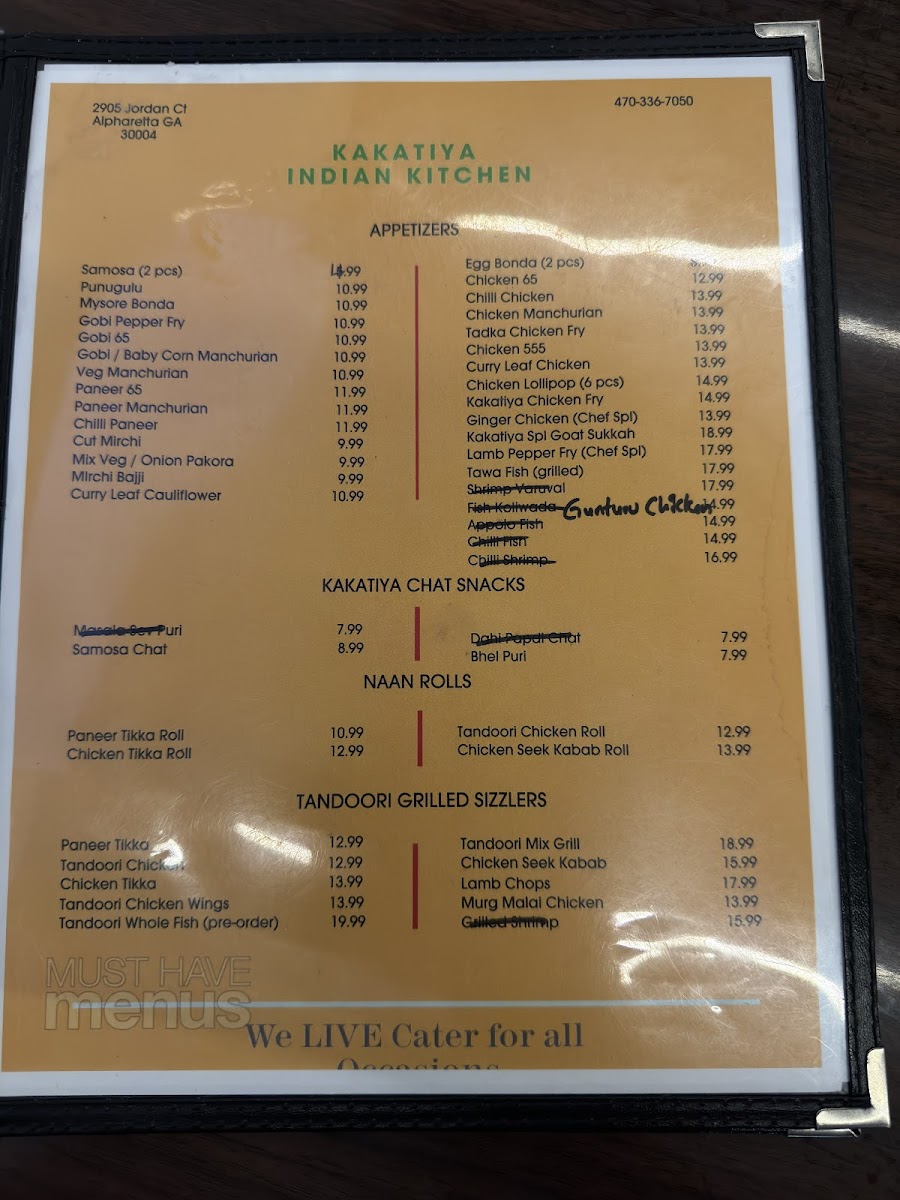 2905 Jordan Ct
Alpharetta GA
30004
470-336-7050
KAKATIYA
INDIAN KITCHEN
APPETIZERS
Samosa (2 pcs) 4.99
Punugulu 10.99
Mysore Bonda 10.99
Gobi Pepper Fry 10.99
Gobi 65 10.99
Gobi / Baby Corn Manchurian 10.99
Veg Manchurian 10.99
Paneer 65 11.99
Paneer Manchurian 11.99
Chilli Paneer 11.99
Cut Mirchi 9.99
Mix Veg / Onion Pakora 9.99
Mirchi Bajji 9.99
Curry Leaf Cauliflower 10.99
Egg Bonda (2 pcs)
Chicken 65 12.99
Chilli Chicken 13.99
Chicken Manchurian 13.99
Tadka Chicken Fry 13.99
Chicken 555 13.99
Curry Leaf Chicken 13.99
Chicken Lollipop (6 pcs) 14.99
Kakatiya Chicken Fry 14.99
Ginger Chicken (Chef Spl) 13.99
Kakatiya Spl Goat Sukkah 18.99
Lamb Pepper Fry (Chef Spl) 17.99
Tawa Fish (grilled) 17.99
Shrimp Varuval 17.99
Fish Koliwada Gunturu Chicken 14.99
Appolo Fish 14.99
Chilli Fish 14.99
Chilli Shrimp 16.99
KAKATIYA CHAT SNACKS
Masala Sev Puri 7.99
Samosa Chat 8.99
Dahi Papdi Chat 7.99
Bhel Puri 7.99
NAAN ROLLS
Paneer Tikka Roll 10.99
Chicken Tikka Roll 12.99
Tandoori Chicken Roll 12.99
Chicken Seek Kabab Roll 13.99
TANDOORI GRILLED SIZZLERS
Paneer Tikka 12.99
Tandoori Chicken 12.99
Chicken Tikka 13.99
Tandoori Chicken Wings 13.99
Tandoori Whole Fish (pre-order) 19.99
Tandoori Mix Grill 18.99
Chicken Seek Kabab 15.99
Lamb Chops 17.99
Murg Malai Chicken 13.99
Grilled Shrimp 15.99
MUST HAVE
menus
We LIVE Cater for all
Occasions